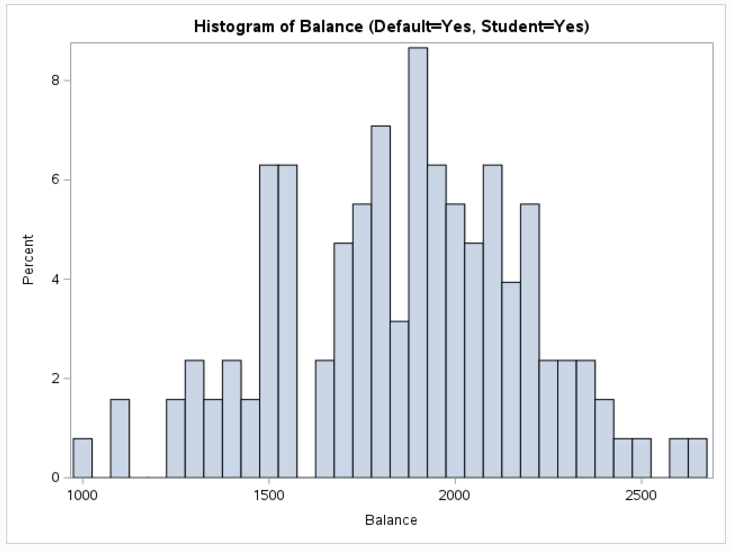 Histogram of Balance (Default=Yes, Student=Yes)
8
6
4
2
0
Percent
1000 1500 2000 2500
Balance